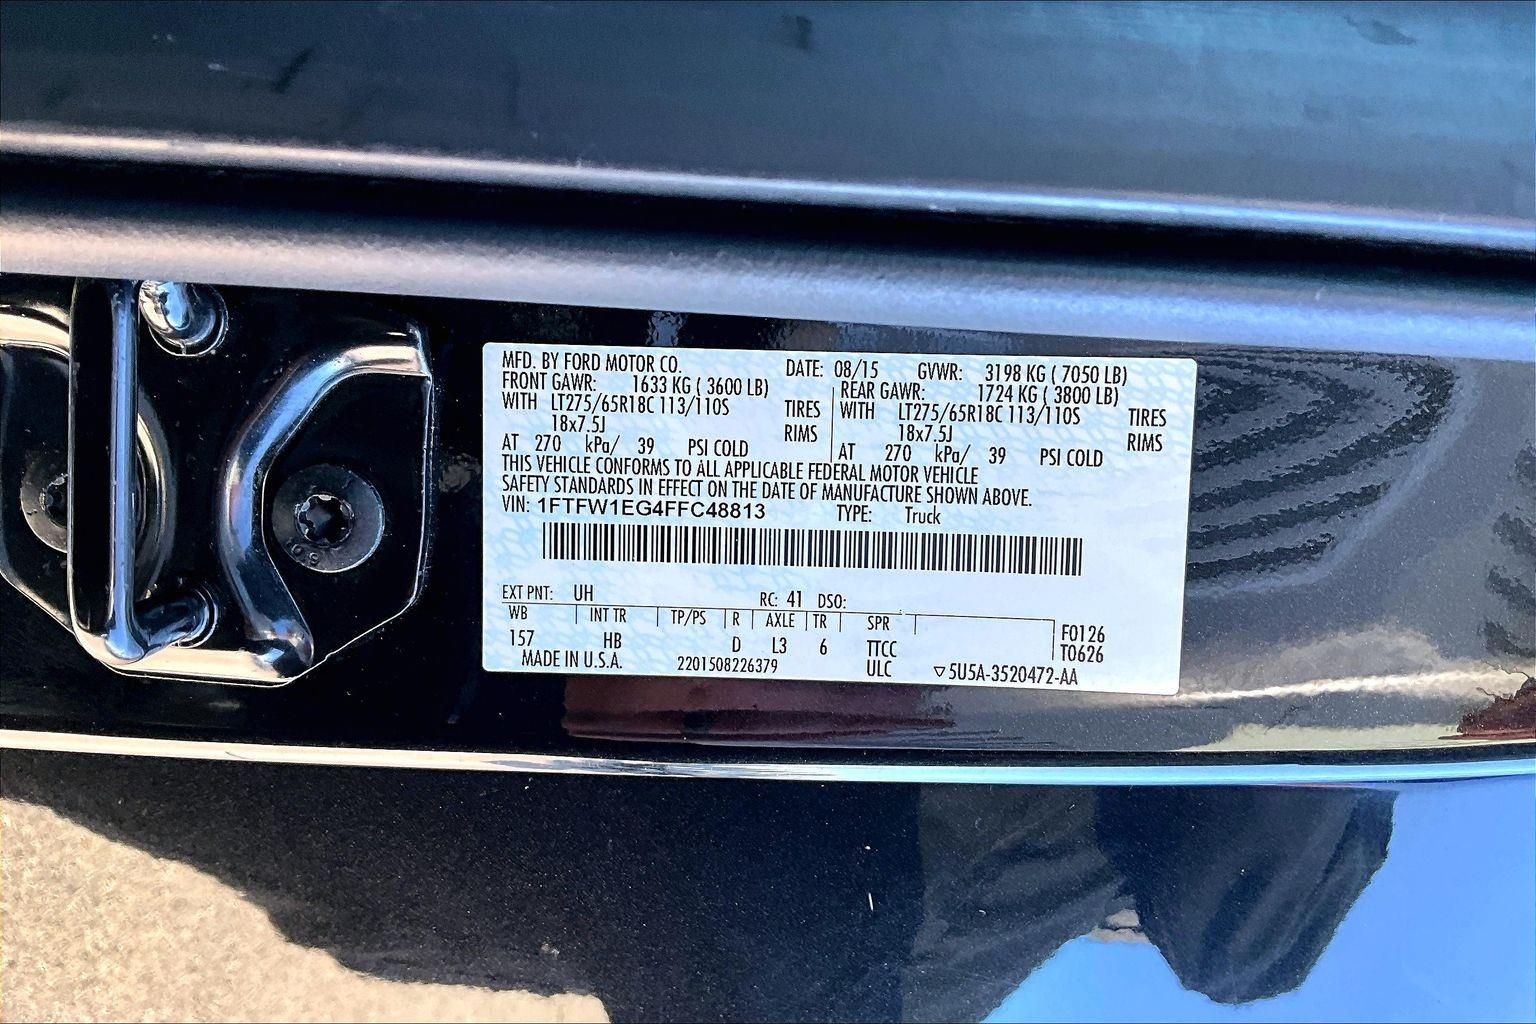 MFD. BY FORD MOTOR CO. DATE: 08/15 GVWR: 3198 KG ( 7050 LB)
FRONT GAWR: 1633 KG ( 3600 LB) REAR GAWR: 1724 KG ( 3800 LB)
WITH LT275/65R18C 113/110S TIRES WITH LT275/65R18C 113/110S TIRES
18x7.5J RIMS 18x7.5J RIMS
AT 270 kPa/ 39 PSI COLD AT 270 kPa/ 39 PSI COLD
THIS VEHICLE CONFORMS TO ALL APPLICABLE FEDERAL MOTOR VEHICLE
SAFETY STANDARDS IN EFFECT ON THE DATE OF MANUFACTURE SHOWN ABOVE.
VIN: 1FTFW1EG4FFC48813 TYPE: Truck
EXT PNT: UH RC: 41 DSO:
WB INT TR TP/PS R AXLE TR SPR F0126
157 HB D L3 6 TTCC T0626
MADE IN U.S.A. 2201508226379 ULC ▽5U5A-3520472-AA